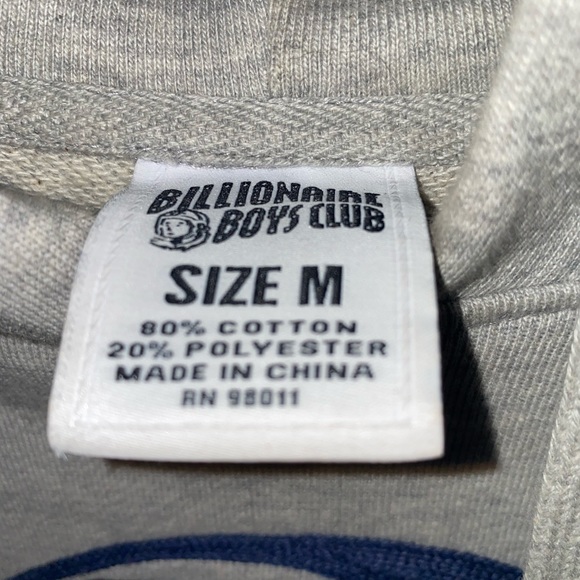 BILLIONAIRE
BOYS CLUB
SIZE M
80% COTTON
20% POLYESTER
MADE IN CHINA
RN 98011